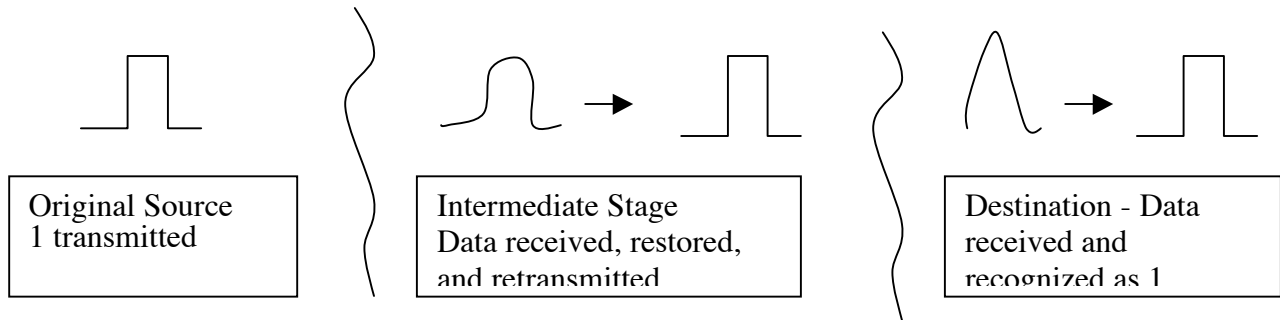 Original Source
1 transmitted
Intermediate Stage
Data received, restored,
and retransmitted
Destination - Data
received and
recognized as 1